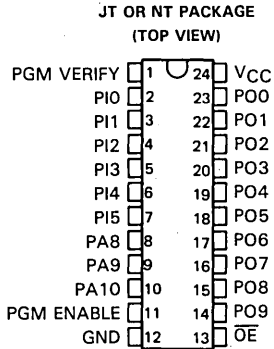 JT OR NT PACKAGE
(TOP VIEW)
PGM VERIFY 1 24 VCC
PI0 2 23 PO0
PI1 3 22 PO1
PI2 4 21 PO2
PI3 5 20 PO3
PI4 6 19 PO4
PI5 7 18 PO5
PA8 8 17 PO6
PA9 9 16 PO7
PA10 10 15 PO8
PGM ENABLE 11 14 PO9
GND 12 13 OE